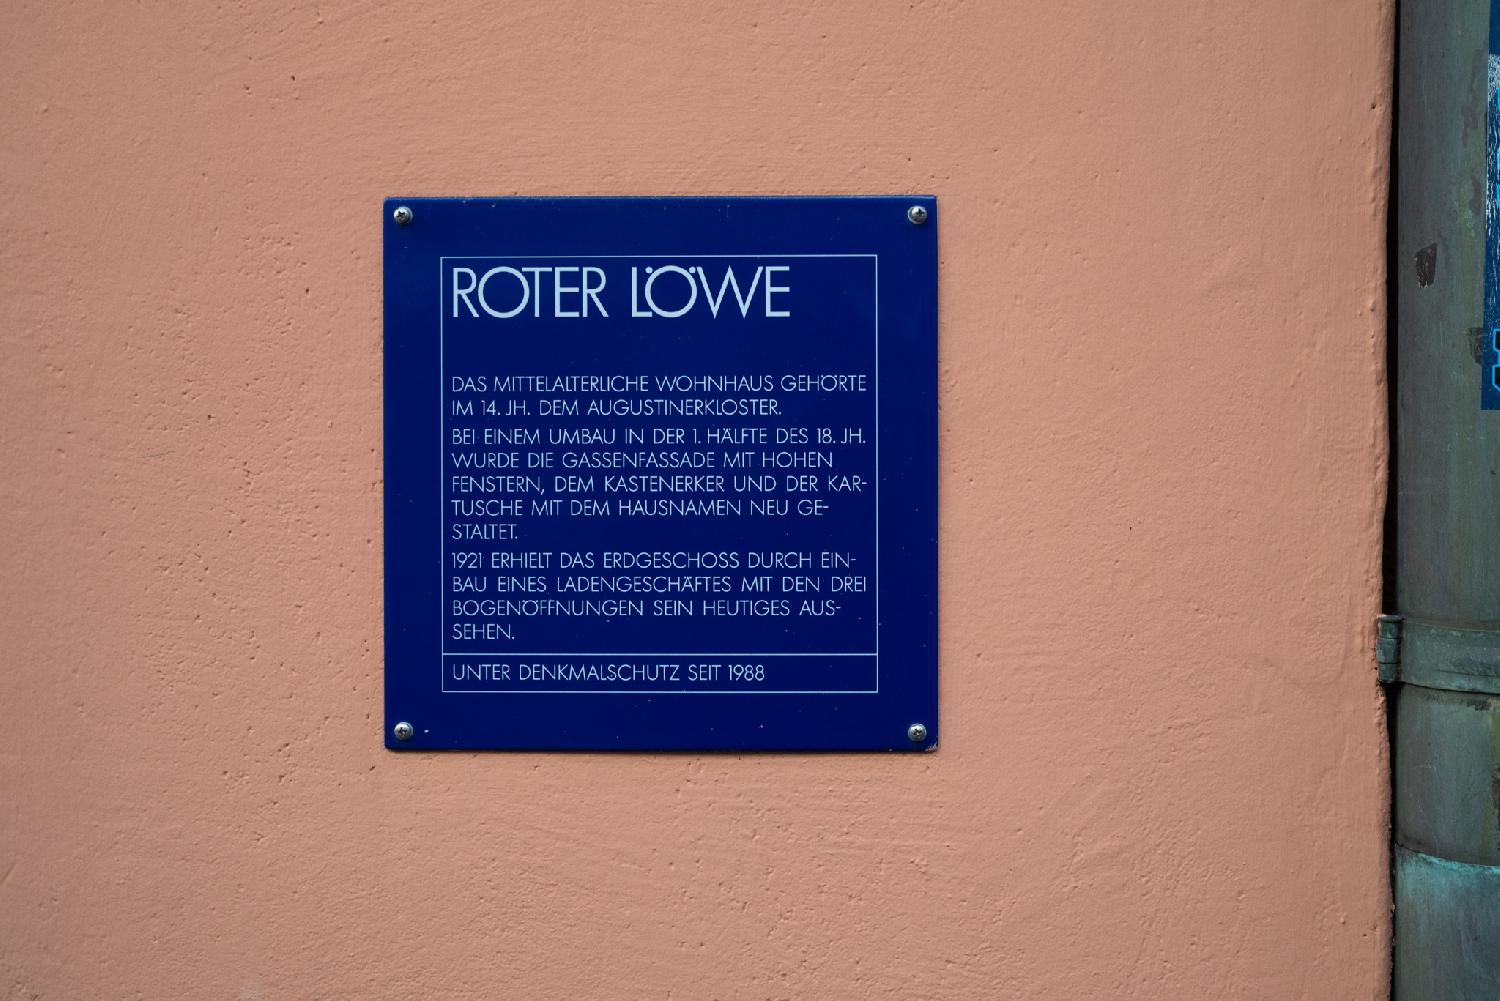 ROTER LÖWE
DAS MITTELALTERLICHE WOHNHAUS GEHÖRTE
IM 14. JH. DEM AUGUSTINERKLOSTER.
BEI EINEM UMBAU IN DER 1. HÄLFTE DES 18. JH.
WURDE DIE GASSENFASSADE MIT HOHEN
FENSTERN, DEM KASTENERKER UND DER KAR-
TUSCHE MIT DEM HAUSNAMEN NEU GE-
STALTET.
1921 ERHIELT DAS ERDGESCHOSS DURCH EIN-
BAU EINES LADENGESCHÄFTES MIT DEN DREI
BOGENÖFFNUNGEN SEIN HEUTIGES AUS-
SEHEN.
UNTER DENKMALSCHUTZ SEIT 1988